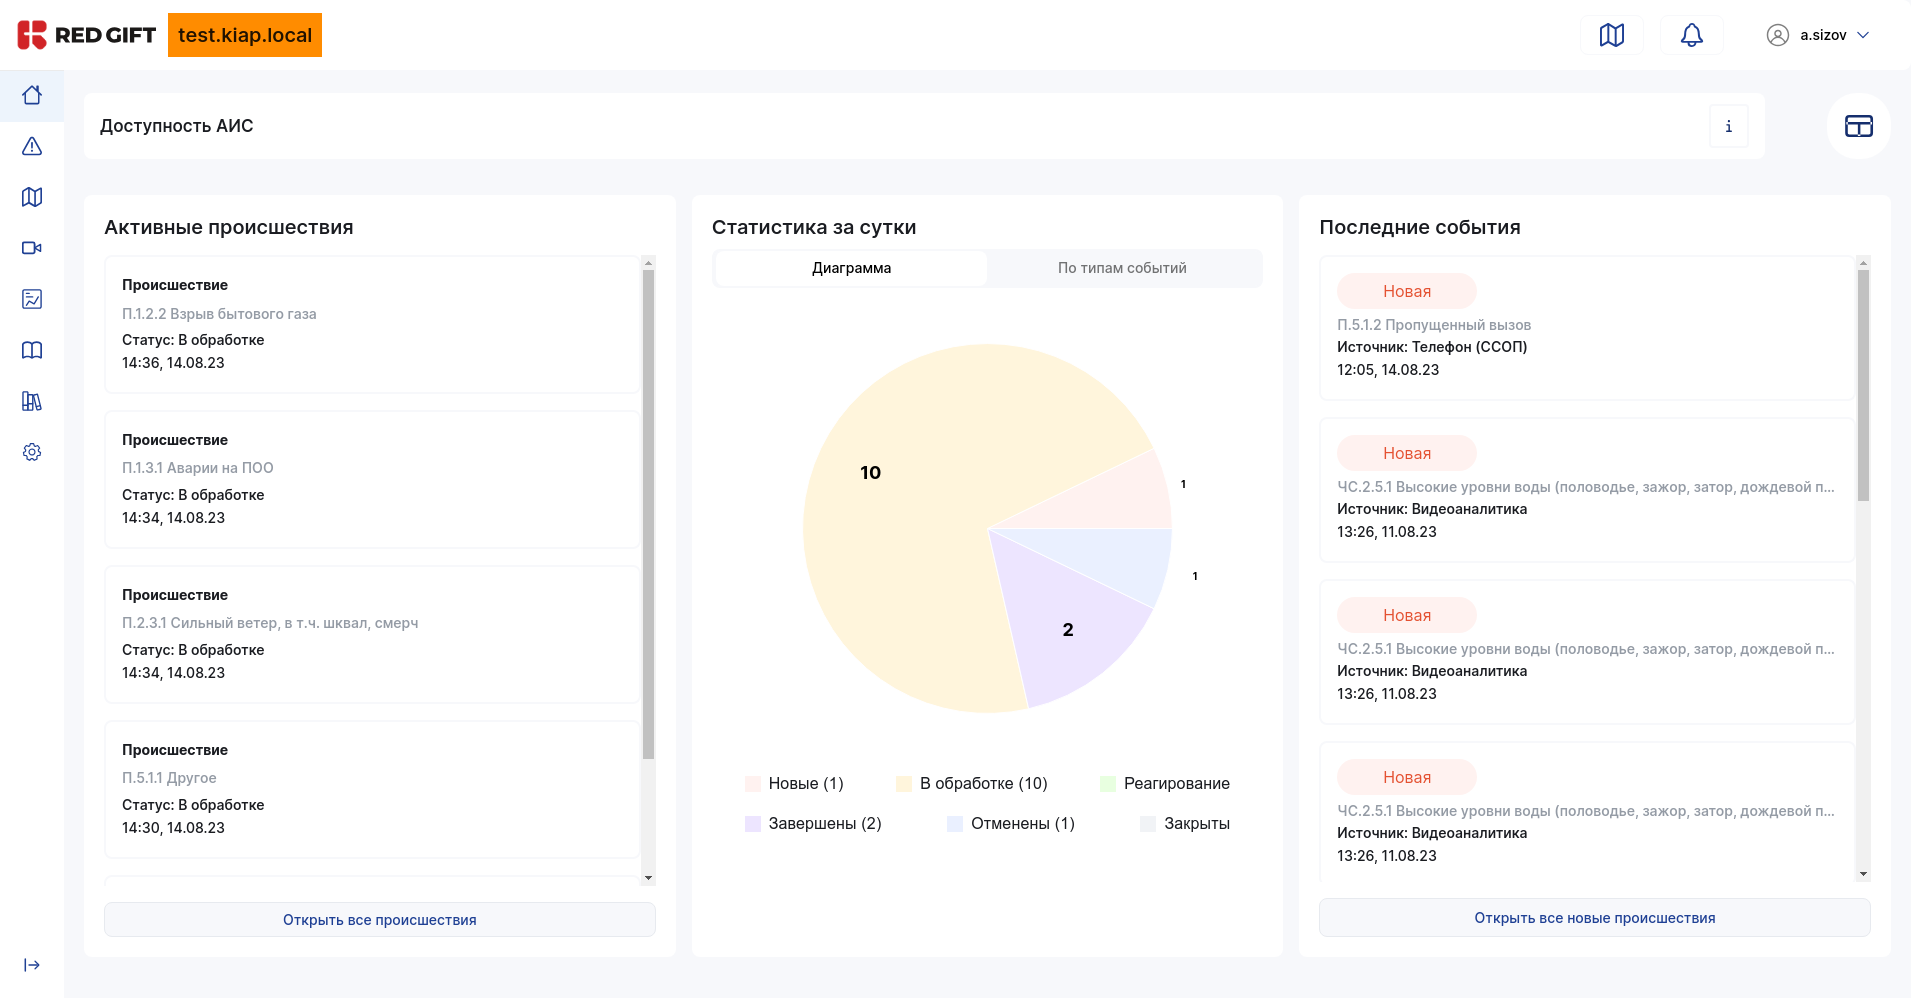 RED GIFT
test.kiap.local
a.sizov
Доступность АИС
i
Активные происшествия
Происшествие
П.1.2.2 Взрыв бытового газа
Статус: В обработке
14:36, 14.08.23
Происшествие
П.1.3.1 Аварии на ПОО
Статус: В обработке
14:34, 14.08.23
Происшествие
П.2.3.1 Сильный ветер, в т.ч. шквал, смерч
Статус: В обработке
14:34, 14.08.23
Происшествие
П.5.1.1 Другое
Статус: В обработке
14:30, 14.08.23
Открыть все происшествия
Статистика за сутки
Диаграмма
По типам событий
10
1
1
2
Новые (1)
В обработке (10)
Реагирование
Завершены (2)
Отменены (1)
Закрыты
Последние события
Новая
П.5.1.2 Пропущенный вызов
Источник: Телефон (ССОП)
12:05, 14.08.23
Новая
ЧС.2.5.1 Высокие уровни воды (половодье, зажор, затор, дождевой п...
Источник: Видеоаналитика
13:26, 11.08.23
Новая
ЧС.2.5.1 Высокие уровни воды (половодье, зажор, затор, дождевой п...
Источник: Видеоаналитика
13:26, 11.08.23
Новая
ЧС.2.5.1 Высокие уровни воды (половодье, зажор, затор, дождевой п...
Источник: Видеоаналитика
13:26, 11.08.23
Открыть все новые происшествия